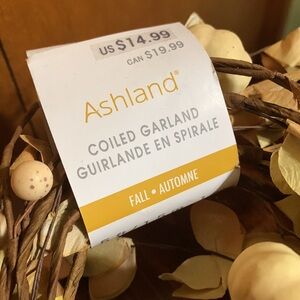 US $14.99
CAN $19.99
Ashland®
COILED GARLAND
GUIRLANDE EN SPIRALE
FALL • AUTOMNE